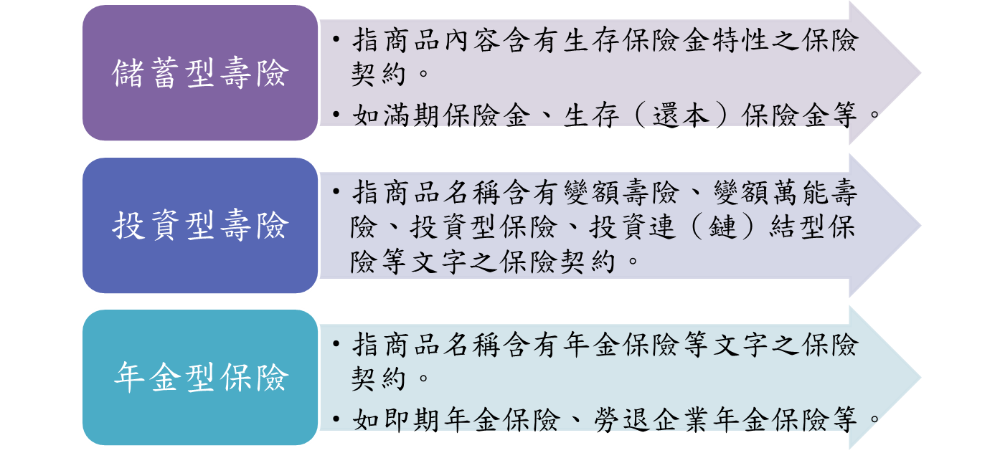 儲蓄型壽險
• 指商品內容含有生存保險金特性之保險
契約。
• 如滿期保險金、生存（還本）保險金等。
投資型壽險
• 指商品名稱含有變額壽險、變額萬能壽
險、投資型保險、投資連（鏈）結型保
險等文字之保險契約。
年金型保險
• 指商品名稱含有年金保險等文字之保險
契約。
• 如即期年金保險、勞退企業年金保險等。